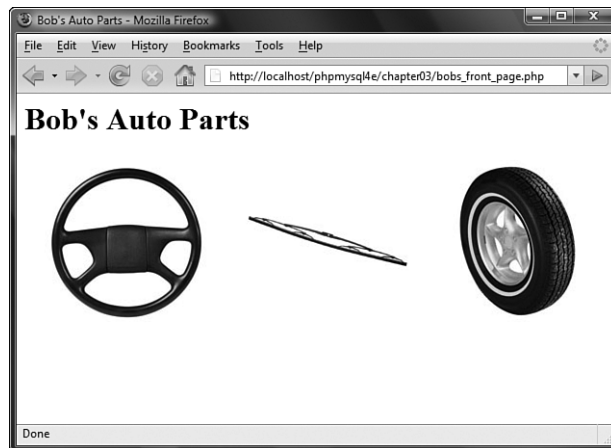 Bob's Auto Parts - Mozilla Firefox
File Edit View History Bookmarks Tools Help
http://localhost/phpmysql4e/chapter03/bobs_front_page.php
Bob's Auto Parts
Done